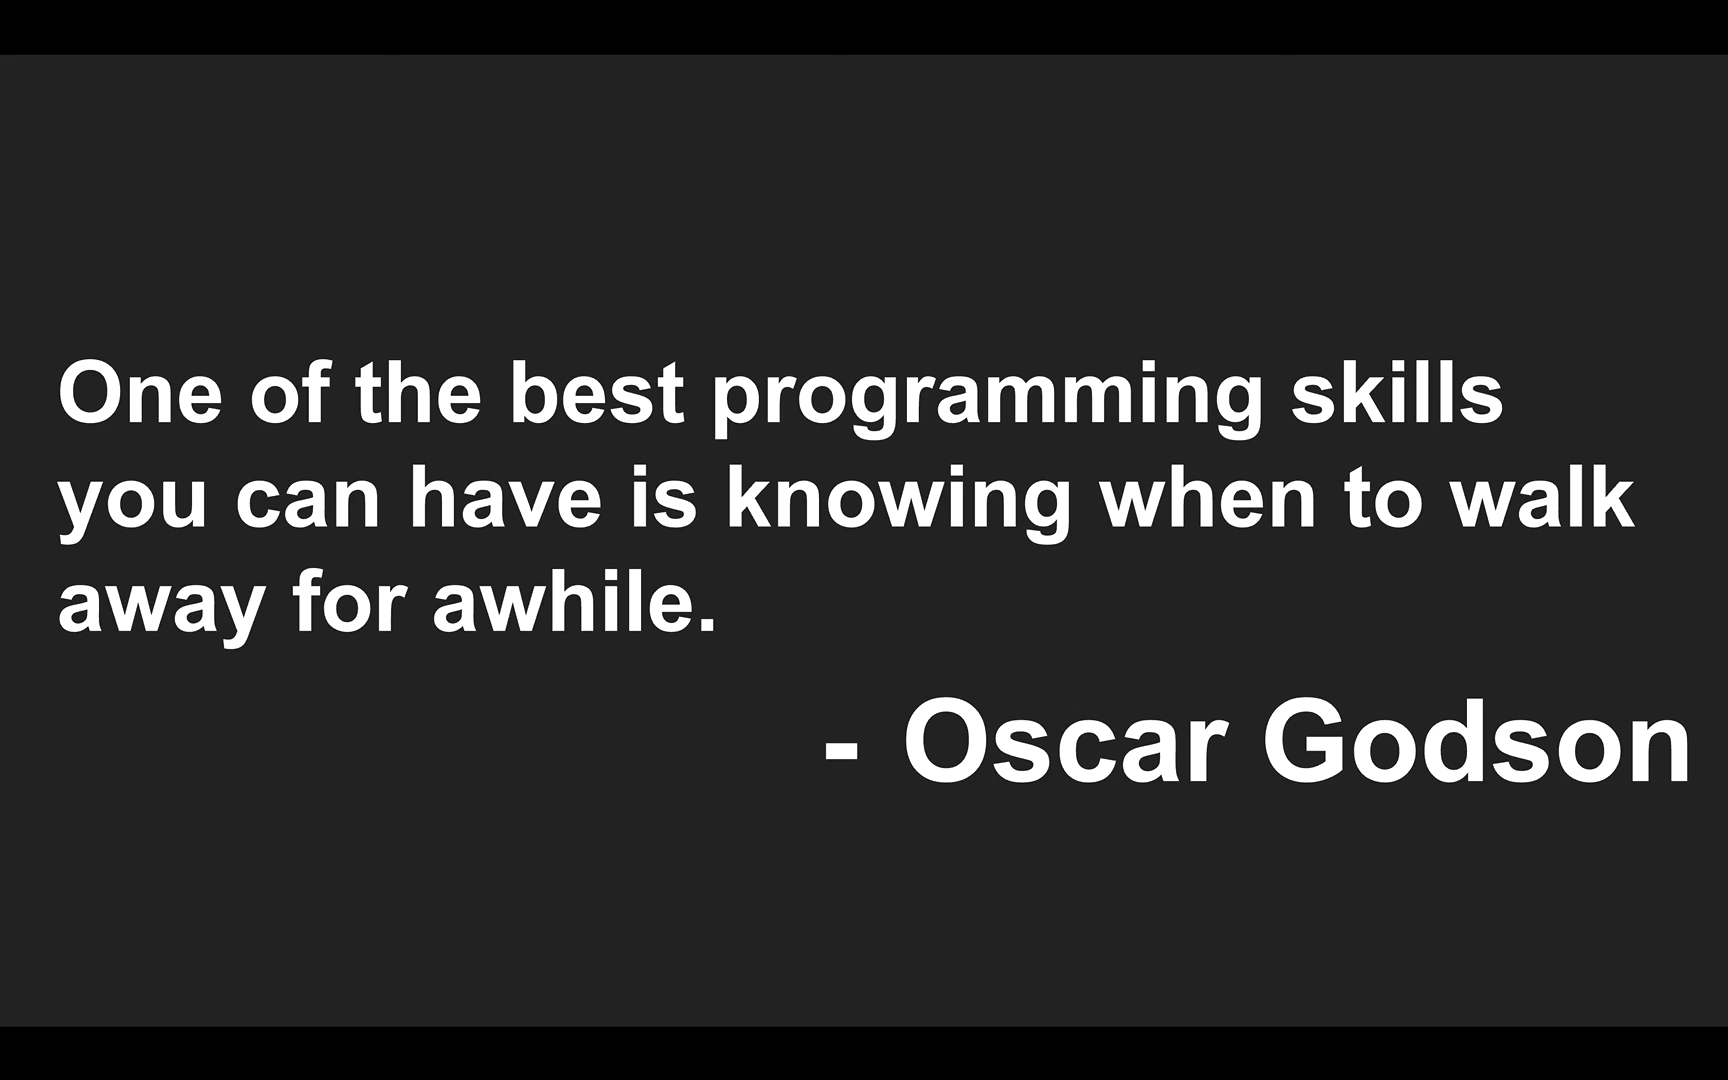 One of the best programming skills
you can have is knowing when to walk
away for awhile.
- Oscar Godson